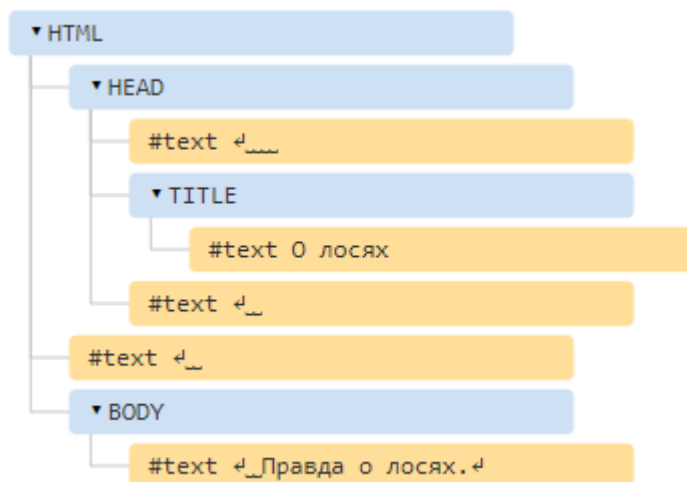 ▾ HTML
▾ HEAD
#text ↵␣␣␣␣
▾ TITLE
#text О лосях
#text ↵␣␣
#text ↵␣␣
▾ BODY
#text ↵␣␣Правда о лосях.↵